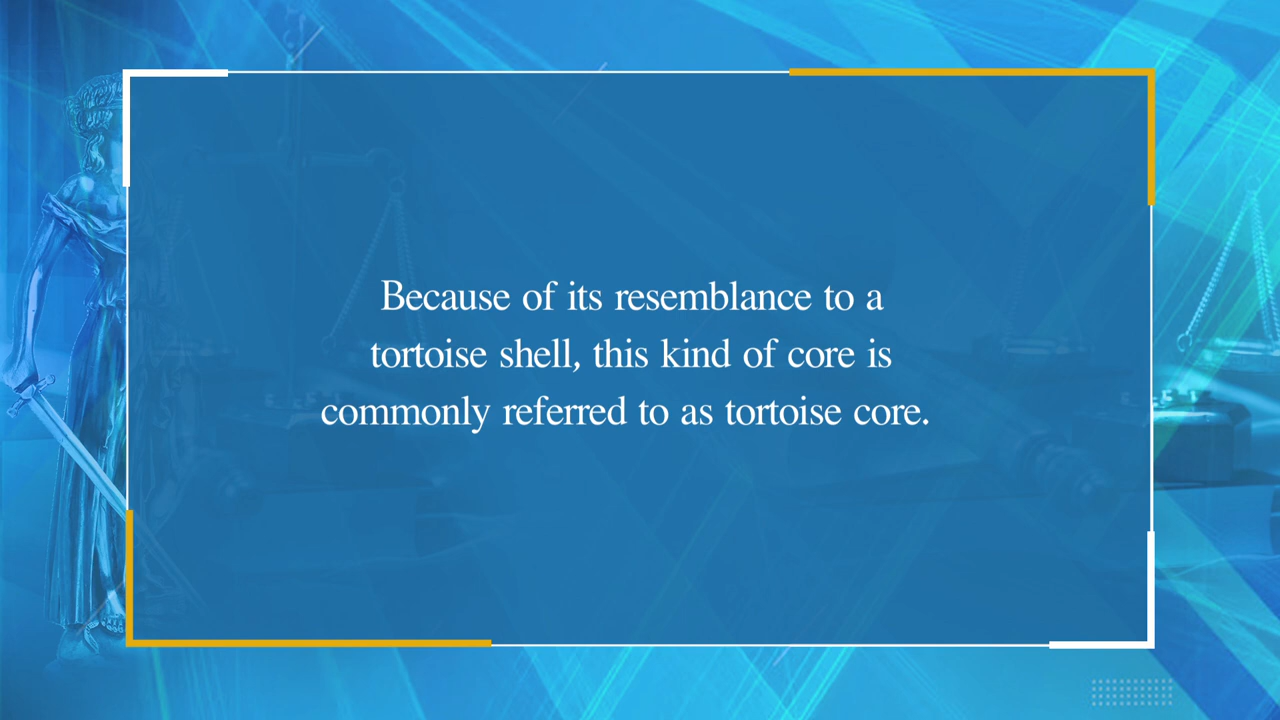 Because of its resemblance to a
tortoise shell, this kind of core is
commonly referred to as tortoise core.